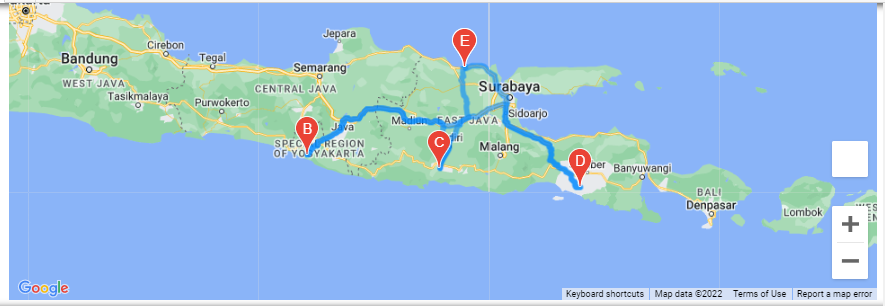 Jepara
E
Cirebon
Tegal
Bandung
Semarang
Surabaya
WEST JAVA
CENTRAL JAVA
Tasikmalaya
Purwokerto
B
Java
Madiun
EAST JAVA
Sidoarjo
C
SPECIAL REGION
OF YOGYAKARTA
Malang
D
Banyuwangi
BALI
Denpasar
Lombok
WES
+
−
Google
Keyboard shortcuts
Map data ©2022
Terms of Use
Report a map error